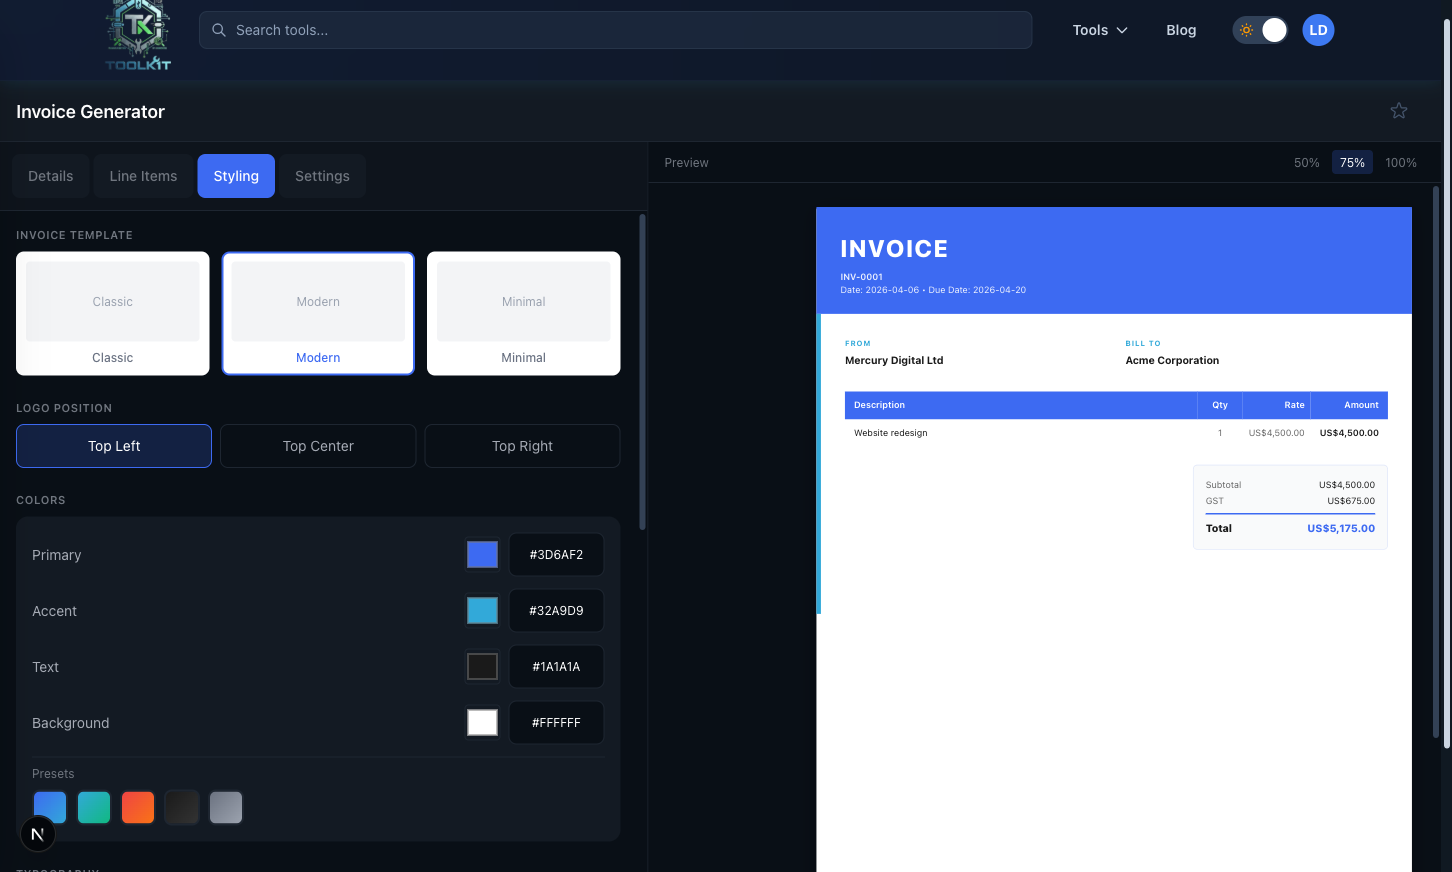 TK
TOOLKIT
Search tools...
Tools
Blog
LD
Invoice Generator
Details
Line Items
Styling
Settings
Preview
50%
75%
100%
INVOICE TEMPLATE
Classic
Modern
Minimal
Classic
Modern
Minimal
LOGO POSITION
Top Left
Top Center
Top Right
COLORS
Primary
#3D6AF2
Accent
#32A9D9
Text
#1A1A1A
Background
#FFFFFF
Presets
N
TYPOGRAPHY
INVOICE
INV-0001
Date: 2026-04-06 • Due Date: 2026-04-20
FROM
BILL TO
Mercury Digital Ltd
Acme Corporation
Description
Qty
Rate
Amount
Website redesign
1
US$4,500.00
US$4,500.00
Subtotal
US$4,500.00
GST
US$675.00
Total
US$5,175.00